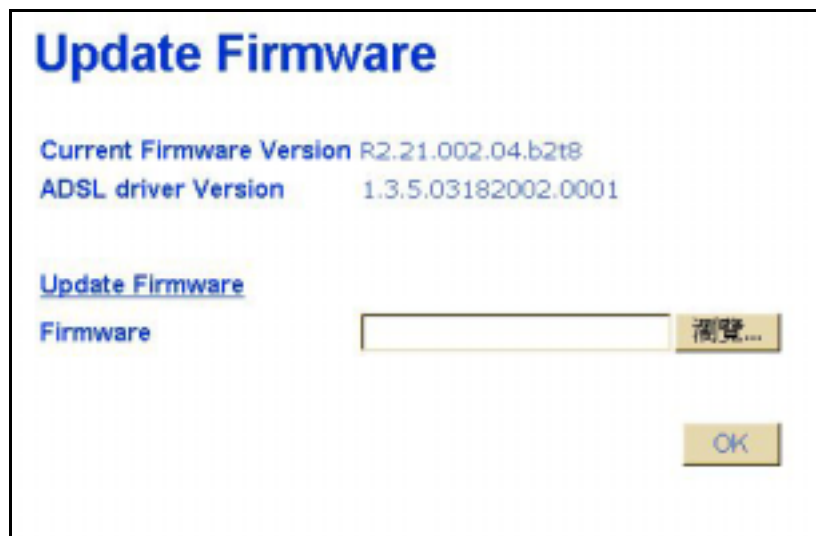 Update Firmware
Current Firmware Version R2.21.002.04.b2t8
ADSL driver Version 1.3.5.03182002.0001
Update Firmware
Firmware 瀏覽...
OK